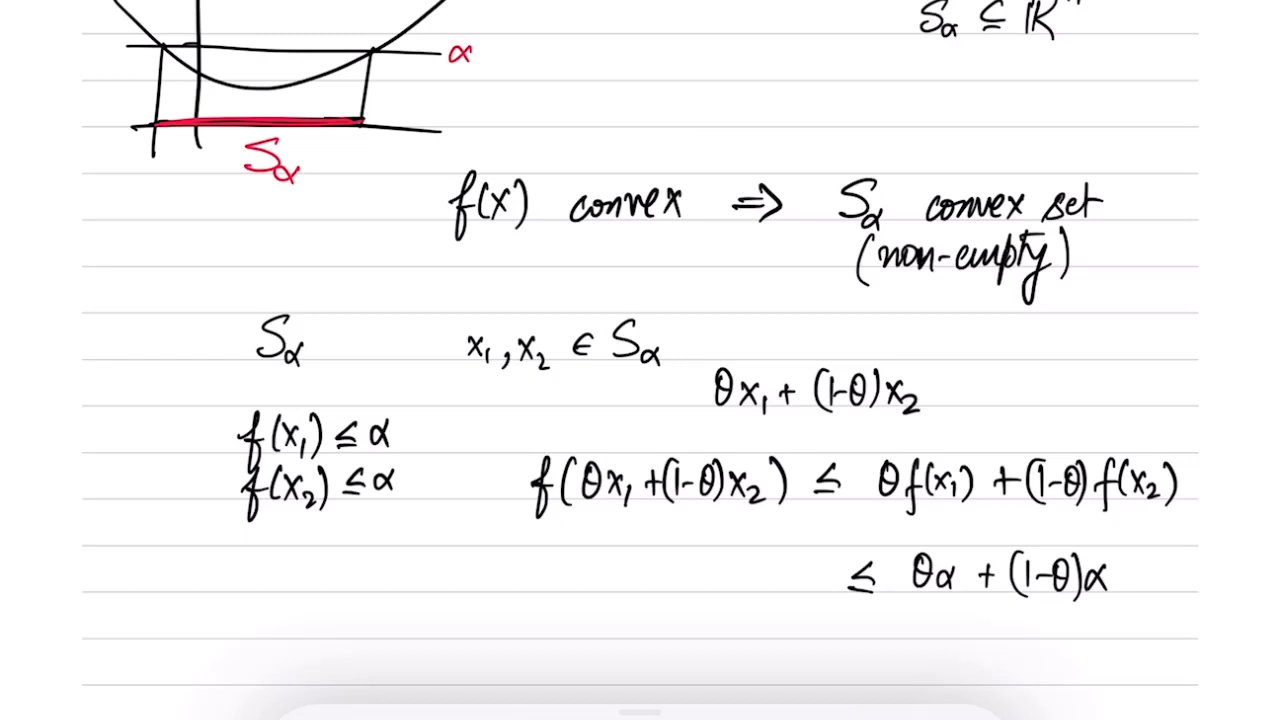 S_α ⊆ ℝⁿ
α
S_α
f(x) convex ⇒ S_α convex set
(non-empty)
S_α x₁, x₂ ∈ S_α
θx₁ + (1-θ)x₂
f(x₁) ≤ α
f(x₂) ≤ α f(θx₁ + (1-θ)x₂) ≤ θf(x₁) + (1-θ)f(x₂)
≤ θα + (1-θ)α